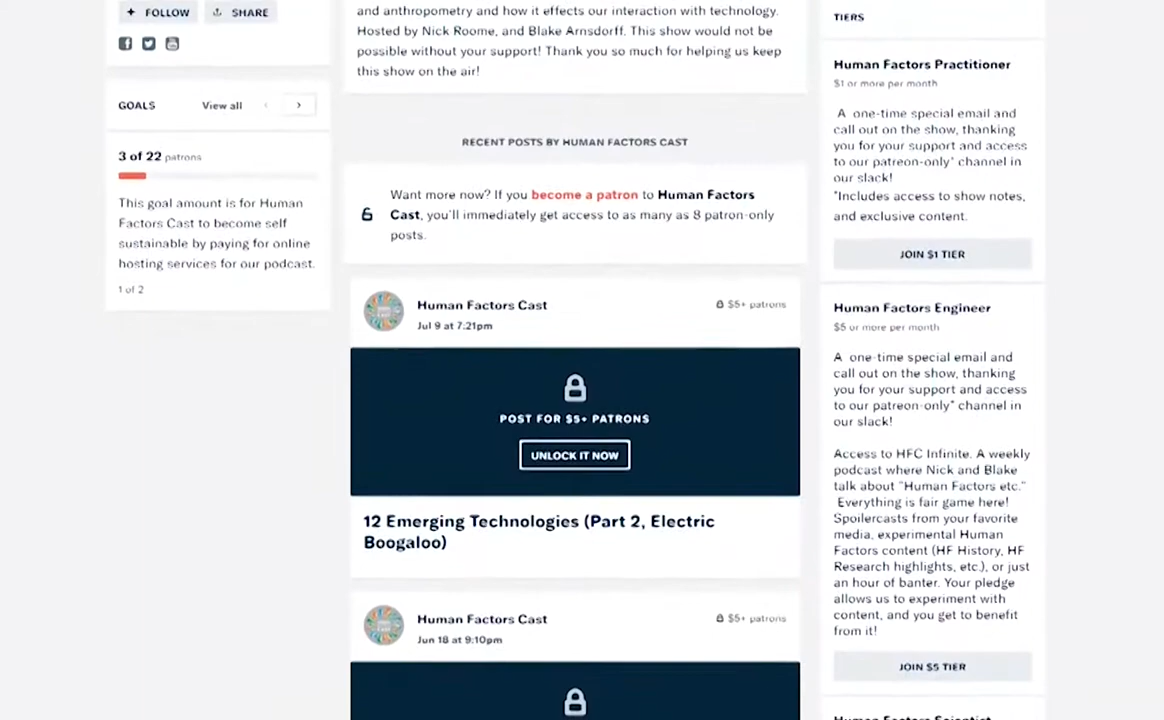 FOLLOW
SHARE
GOALS
View all
3 of 22 patrons
This goal amount is for Human
Factors Cast to become self
sustainable by paying for online
hosting services for our podcast.
1 of 2
and anthropometry and how it effects our interaction with technology.
Hosted by Nick Roome, and Blake Arnsdorff. This show would not be
possible without your support! Thank you so much for helping us keep
this show on the air!
RECENT POSTS BY HUMAN FACTORS CAST
Want more now? If you become a patron to Human Factors
Cast, you'll immediately get access to as many as 8 patron-only
posts.
Human Factors Cast
$5+ patrons
Jul 9 at 7:21pm
POST FOR $5+ PATRONS
UNLOCK IT NOW
12 Emerging Technologies (Part 2, Electric
Boogaloo)
Human Factors Cast
$5+ patrons
Jun 18 at 9:10pm
TIERS
Human Factors Practitioner
$1 or more per month
A one-time special email and
call out on the show, thanking
you for your support and access
to our patreon-only* channel in
our slack!
*Includes access to show notes,
and exclusive content.
JOIN $1 TIER
Human Factors Engineer
$5 or more per month
A one-time special email and
call out on the show, thanking
you for your support and access
to our patreon-only* channel in
our slack!
Access to HFC Infinite. A weekly
podcast where Nick and Blake
talk about "Human Factors etc."
Everything is fair game here!
Spoilercasts from your favorite
media, experimental Human
Factors content (HF History, HF
Research highlights, etc.), or just
an hour of banter. Your pledge
allows us to experiment with
content, and you get to benefit
from it!
JOIN $5 TIER
Human Factors Scientist